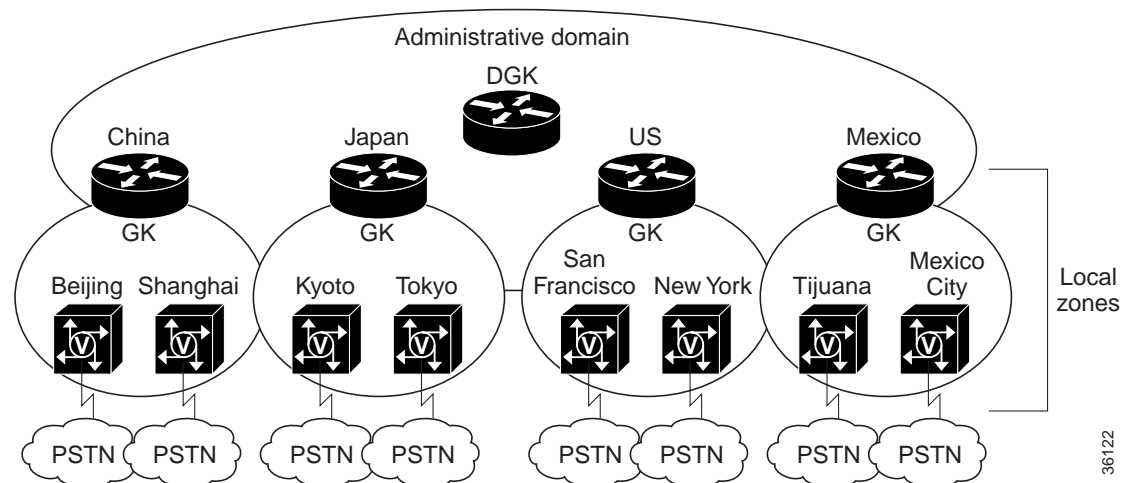 Administrative domain
DGK
China
Japan
US
Mexico
GK
GK
GK
GK
Beijing
Shanghai
Kyoto
Tokyo
San
Francisco
New York
Tijuana
Mexico
City
Local
zones
V
V
V
V
V
V
V
V
PSTN
PSTN
PSTN
PSTN
PSTN
PSTN
PSTN
PSTN
36122